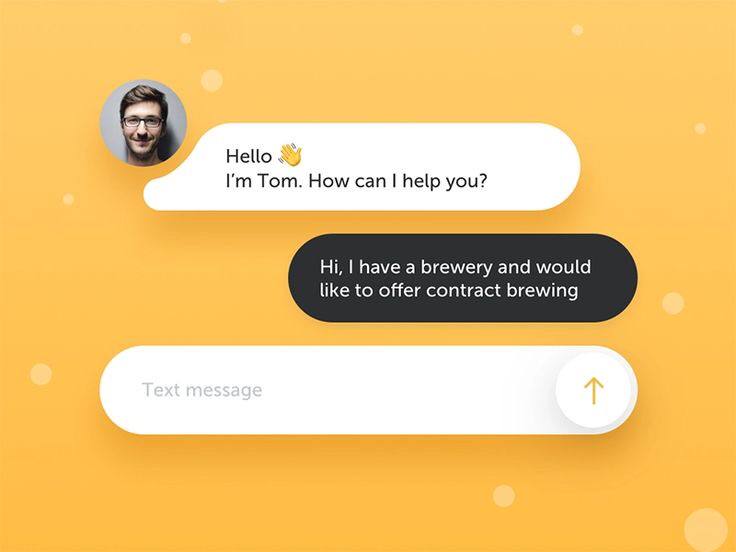 Hello 👋
I’m Tom. How can I help you?
Hi, I have a brewery and would
like to offer contract brewing
Text message